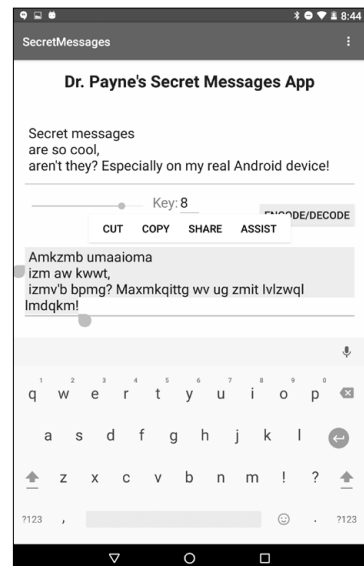 8:44
SecretMessages
Dr. Payne's Secret Messages App
Secret messages
are so cool,
aren't they? Especially on my real Android device!
Key: 8
ENCODE/DECODE
CUT COPY SHARE ASSIST
Amkzmb umaaioma
izm aw kwwt,
izmv'b bpmg? Maxmkqittg wv ug zmit Ivlzwql
lmdqkm!
1 2 3 4 5 6 7 8 9 0
q w e r t y u i o p
a s d f g h j k l
z x c v b n m ! ?
?123 , . ?123